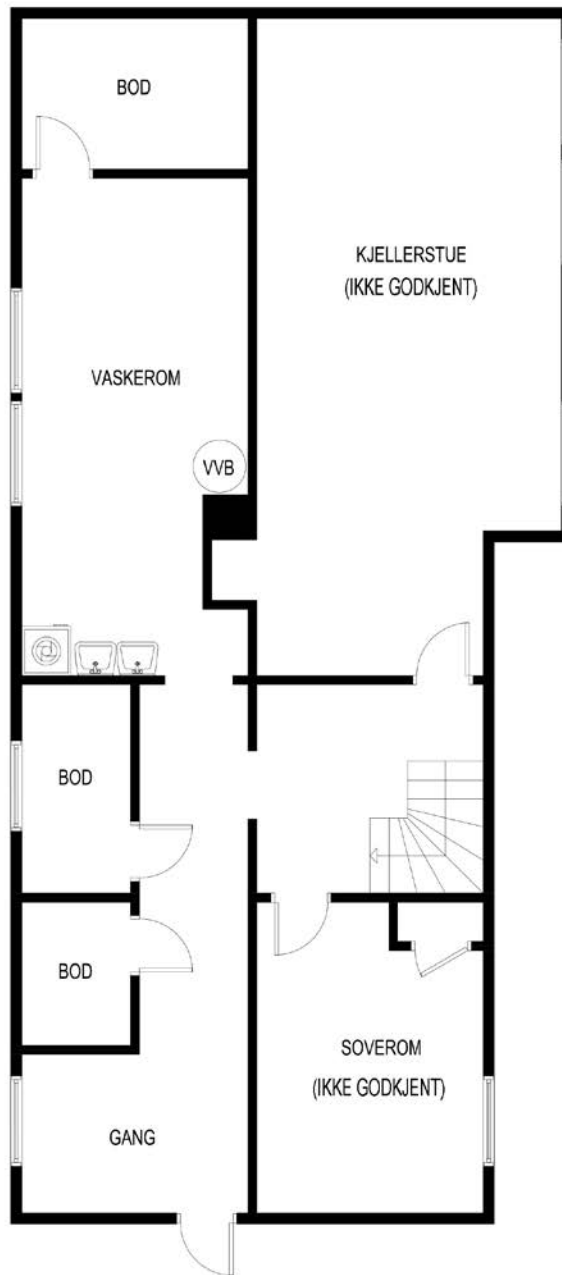 BOD
KJELLERSTUE
(IKKE GODKJENT)
VASKEROM
VVB
BOD
BOD
SOVEROM
(IKKE GODKJENT)
GANG